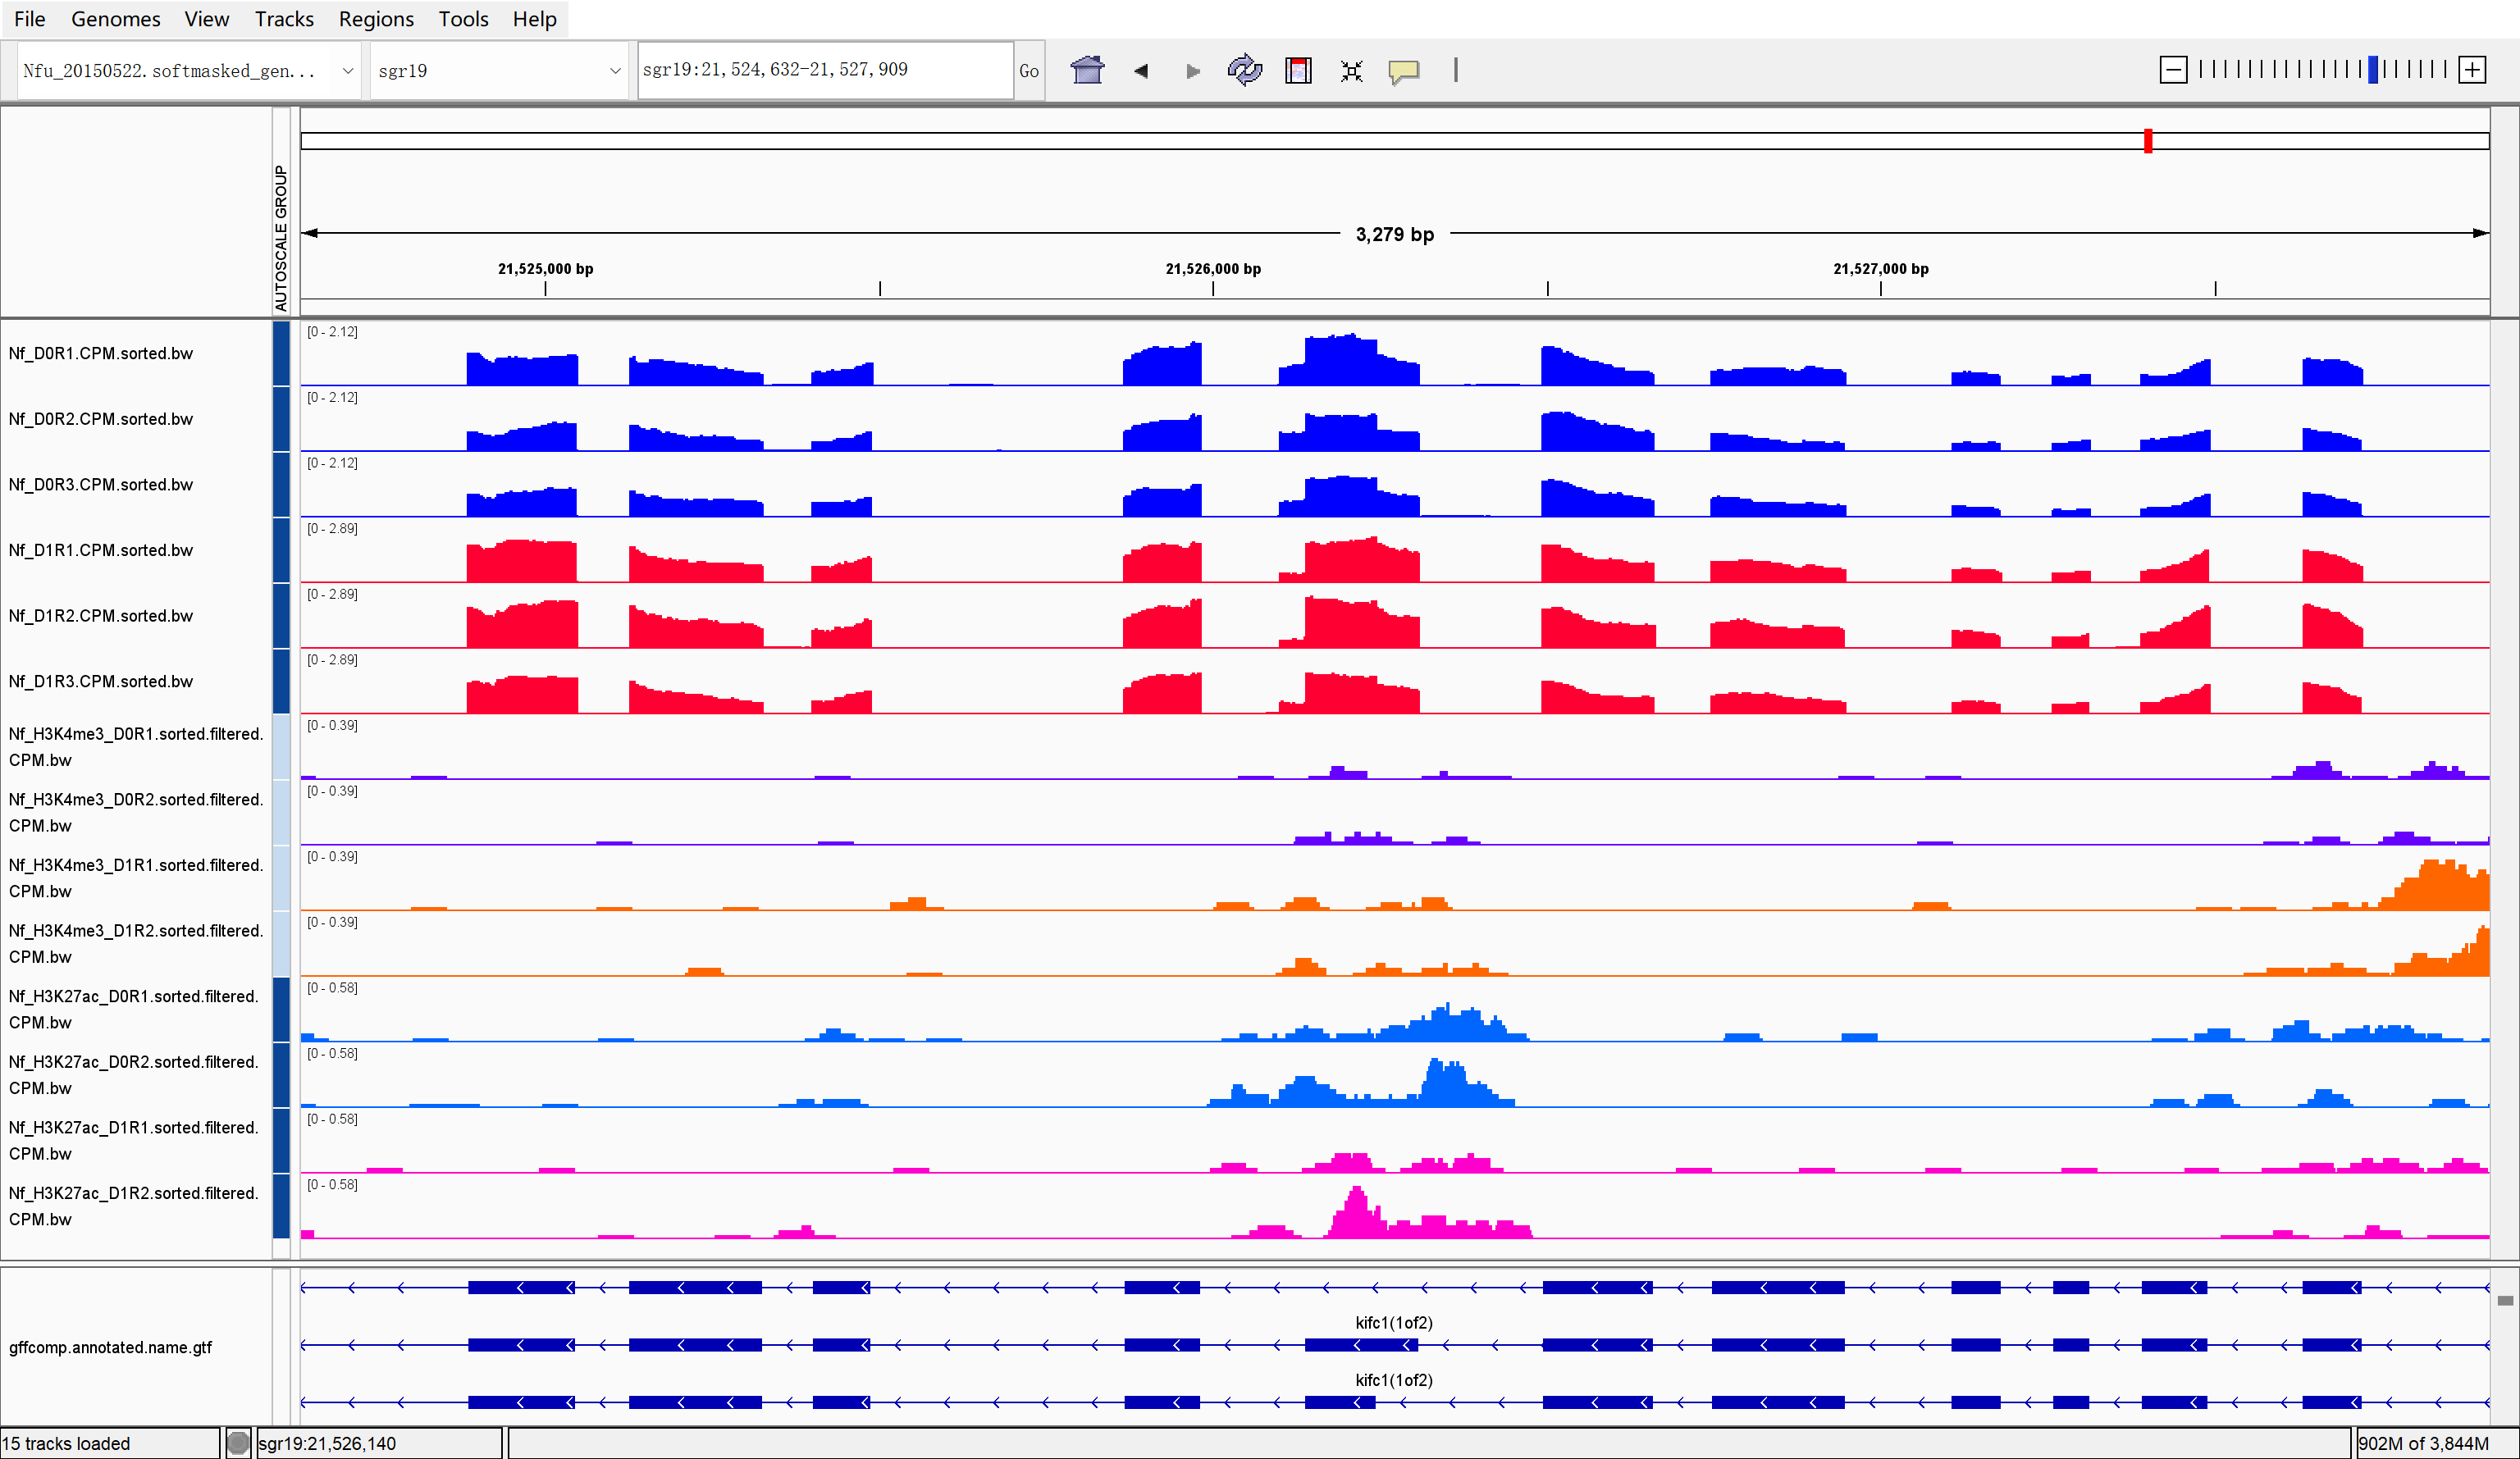 File Genomes View Tracks Regions Tools Help
Nfu_20150522.softmasked_gen... sgr19 sgr19:21,524,632-21,527,909 Go
AUTOSCALE GROUP
3,279 bp
21,525,000 bp 21,526,000 bp 21,527,000 bp
[0 - 2.12]
Nf_D0R1.CPM.sorted.bw
[0 - 2.12]
Nf_D0R2.CPM.sorted.bw
[0 - 2.12]
Nf_D0R3.CPM.sorted.bw
[0 - 2.89]
Nf_D1R1.CPM.sorted.bw
[0 - 2.89]
Nf_D1R2.CPM.sorted.bw
[0 - 2.89]
Nf_D1R3.CPM.sorted.bw
[0 - 0.39]
Nf_H3K4me3_D0R1.sorted.filtered.
CPM.bw
[0 - 0.39]
Nf_H3K4me3_D0R2.sorted.filtered.
CPM.bw
[0 - 0.39]
Nf_H3K4me3_D1R1.sorted.filtered.
CPM.bw
[0 - 0.39]
Nf_H3K4me3_D1R2.sorted.filtered.
CPM.bw
[0 - 0.58]
Nf_H3K27ac_D0R1.sorted.filtered.
CPM.bw
[0 - 0.58]
Nf_H3K27ac_D0R2.sorted.filtered.
CPM.bw
[0 - 0.58]
Nf_H3K27ac_D1R1.sorted.filtered.
CPM.bw
[0 - 0.58]
Nf_H3K27ac_D1R2.sorted.filtered.
CPM.bw
kifc1(1of2)
gffcomp.annotated.name.gtf
kifc1(1of2)
15 tracks loaded sgr19:21,526,140 902M of 3,844M